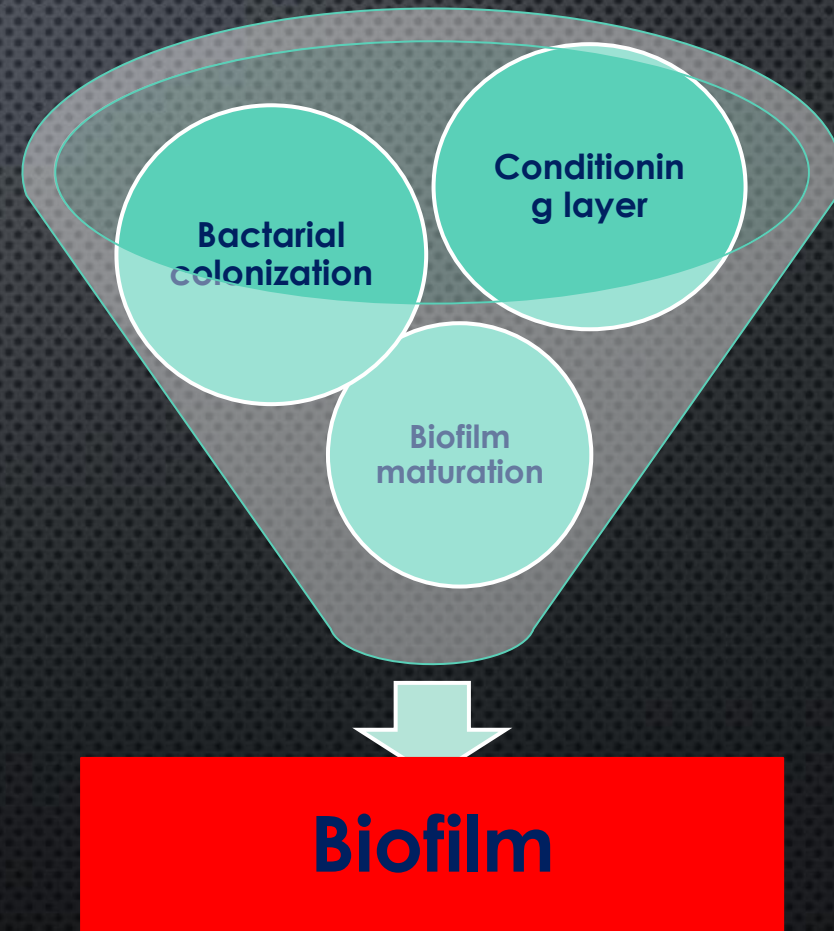 Conditionin
g layer
Bactarial
colonization
Biofilm
maturation
Biofilm